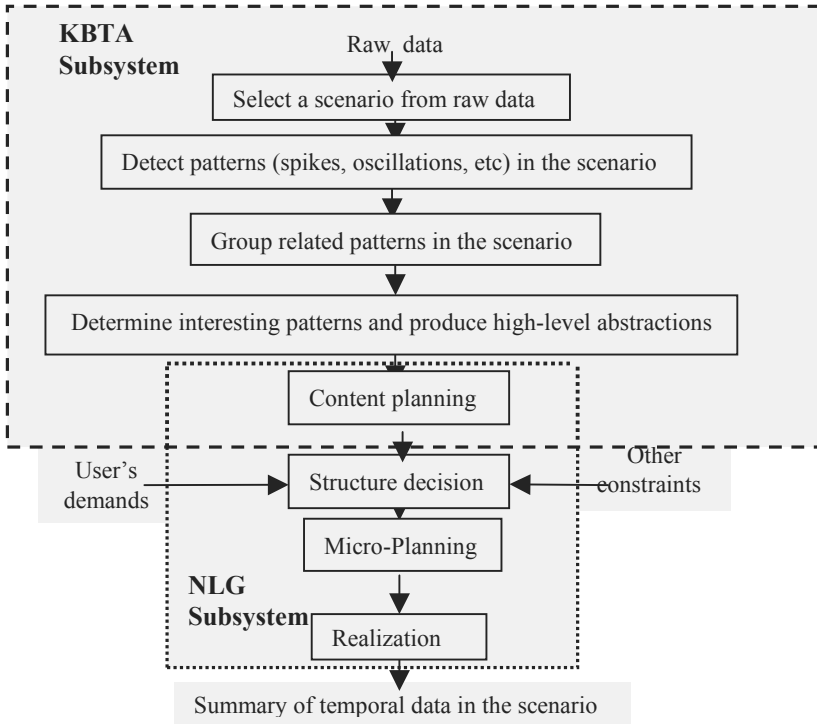 KBTA
Subsystem
Raw data
Select a scenario from raw data
Detect patterns (spikes, oscillations, etc) in the scenario
Group related patterns in the scenario
Determine interesting patterns and produce high-level abstractions
Content planning
User's
demands
Structure decision
Other
constraints
Micro-Planning
NLG
Subsystem
Realization
Summary of temporal data in the scenario